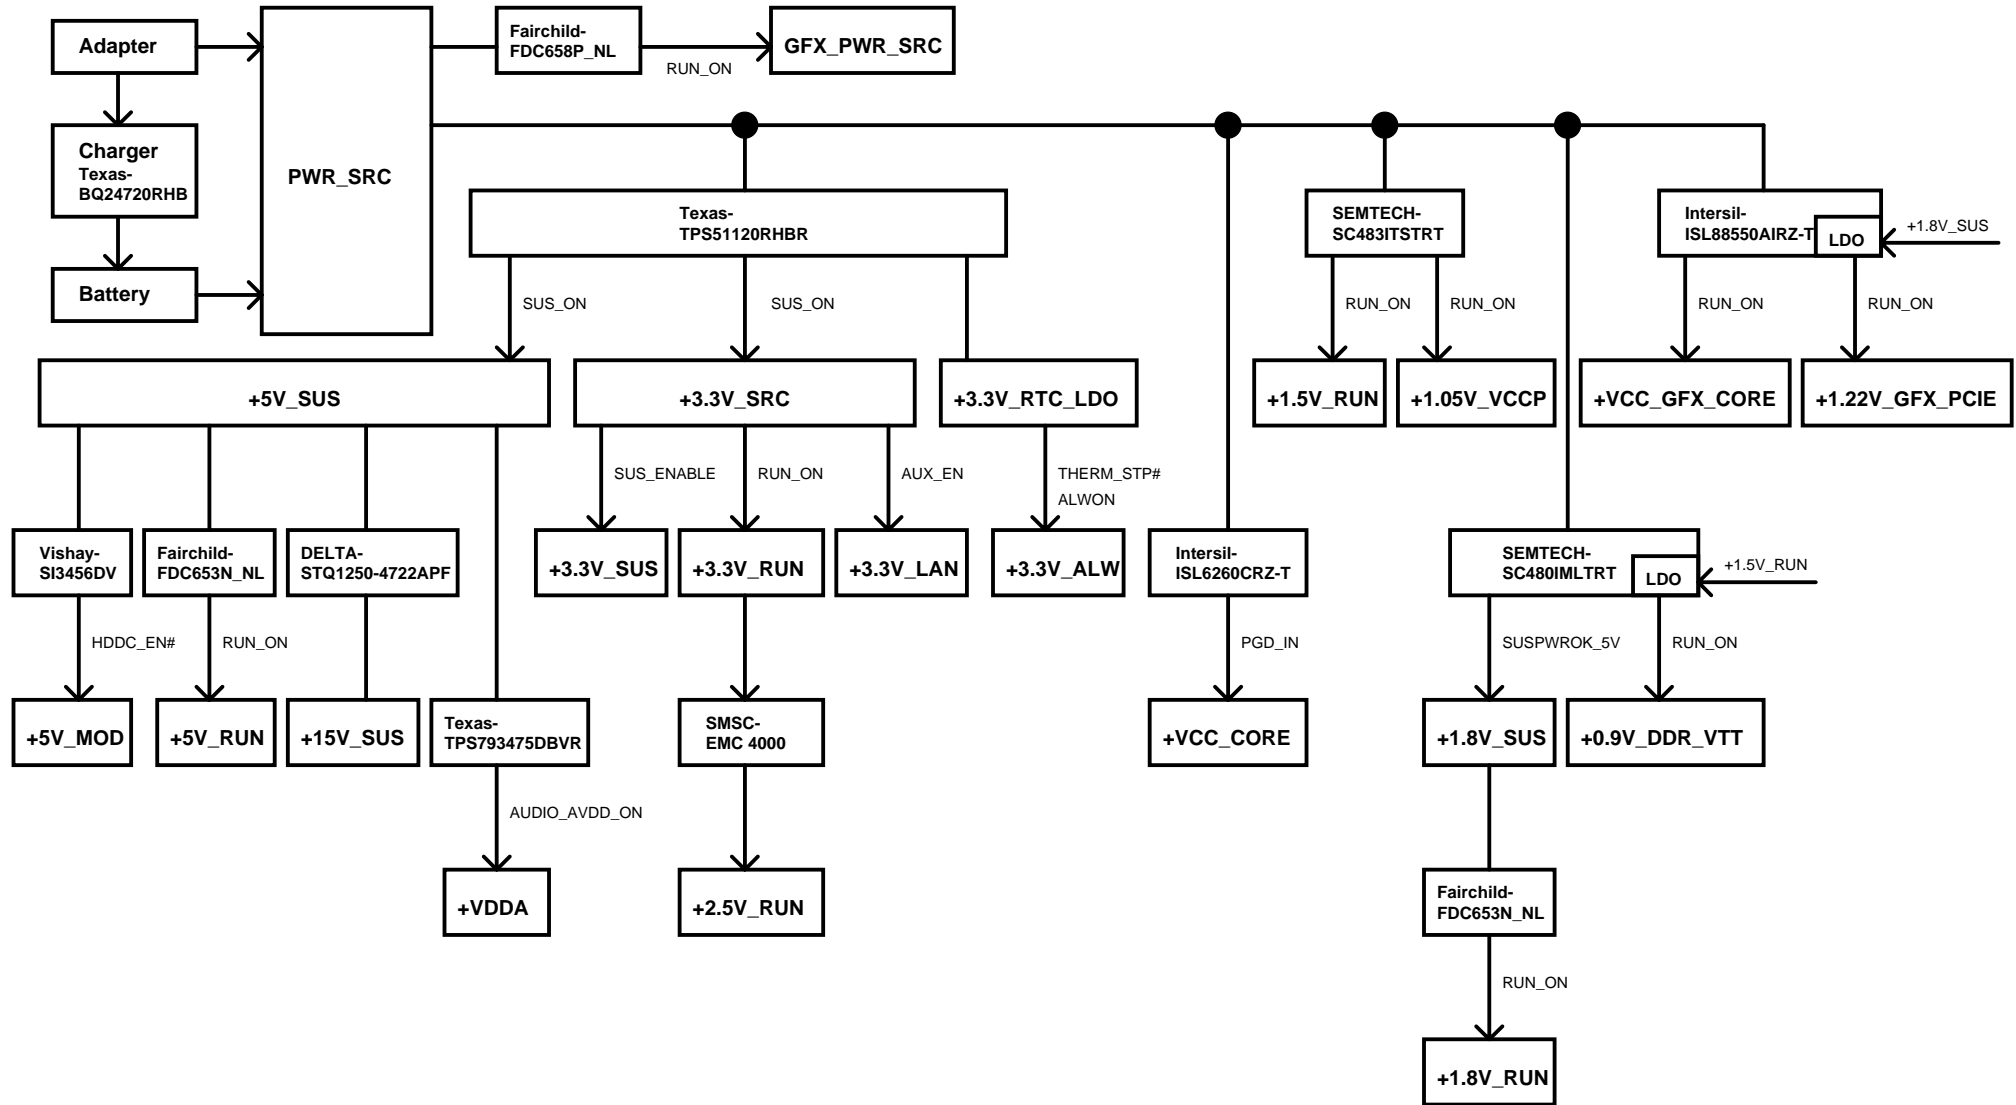 Adapter
Fairchild-
FDC658P_NL
RUN_ON
GFX_PWR_SRC
Charger
Texas-
BQ24720RHB
PWR_SRC
Battery
Texas-
TPS51120RHBR
SEMTECH-
SC483ITSTRT
Intersil-
ISL88550AIRZ-T
LDO
+1.8V_SUS
SUS_ON
SUS_ON
RUN_ON
RUN_ON
RUN_ON
RUN_ON
+5V_SUS
+3.3V_SRC
+3.3V_RTC_LDO
+1.5V_RUN
+1.05V_VCCP
+VCC_GFX_CORE
+1.22V_GFX_PCIE
SUS_ENABLE
RUN_ON
AUX_EN
THERM_STP#
ALWON
Vishay-
SI3456DV
Fairchild-
FDC653N_NL
DELTA-
STQ1250-4722APF
+3.3V_SUS
+3.3V_RUN
+3.3V_LAN
+3.3V_ALW
Intersil-
ISL6260CRZ-T
SEMTECH-
SC480IMLTRT
LDO
+1.5V_RUN
HDDC_EN#
RUN_ON
PGD_IN
SUSPWROK_5V
RUN_ON
+5V_MOD
+5V_RUN
+15V_SUS
Texas-
TPS793475DBVR
SMSC-
EMC 4000
+VCC_CORE
+1.8V_SUS
+0.9V_DDR_VTT
AUDIO_AVDD_ON
+VDDA
+2.5V_RUN
Fairchild-
FDC653N_NL
RUN_ON
+1.8V_RUN